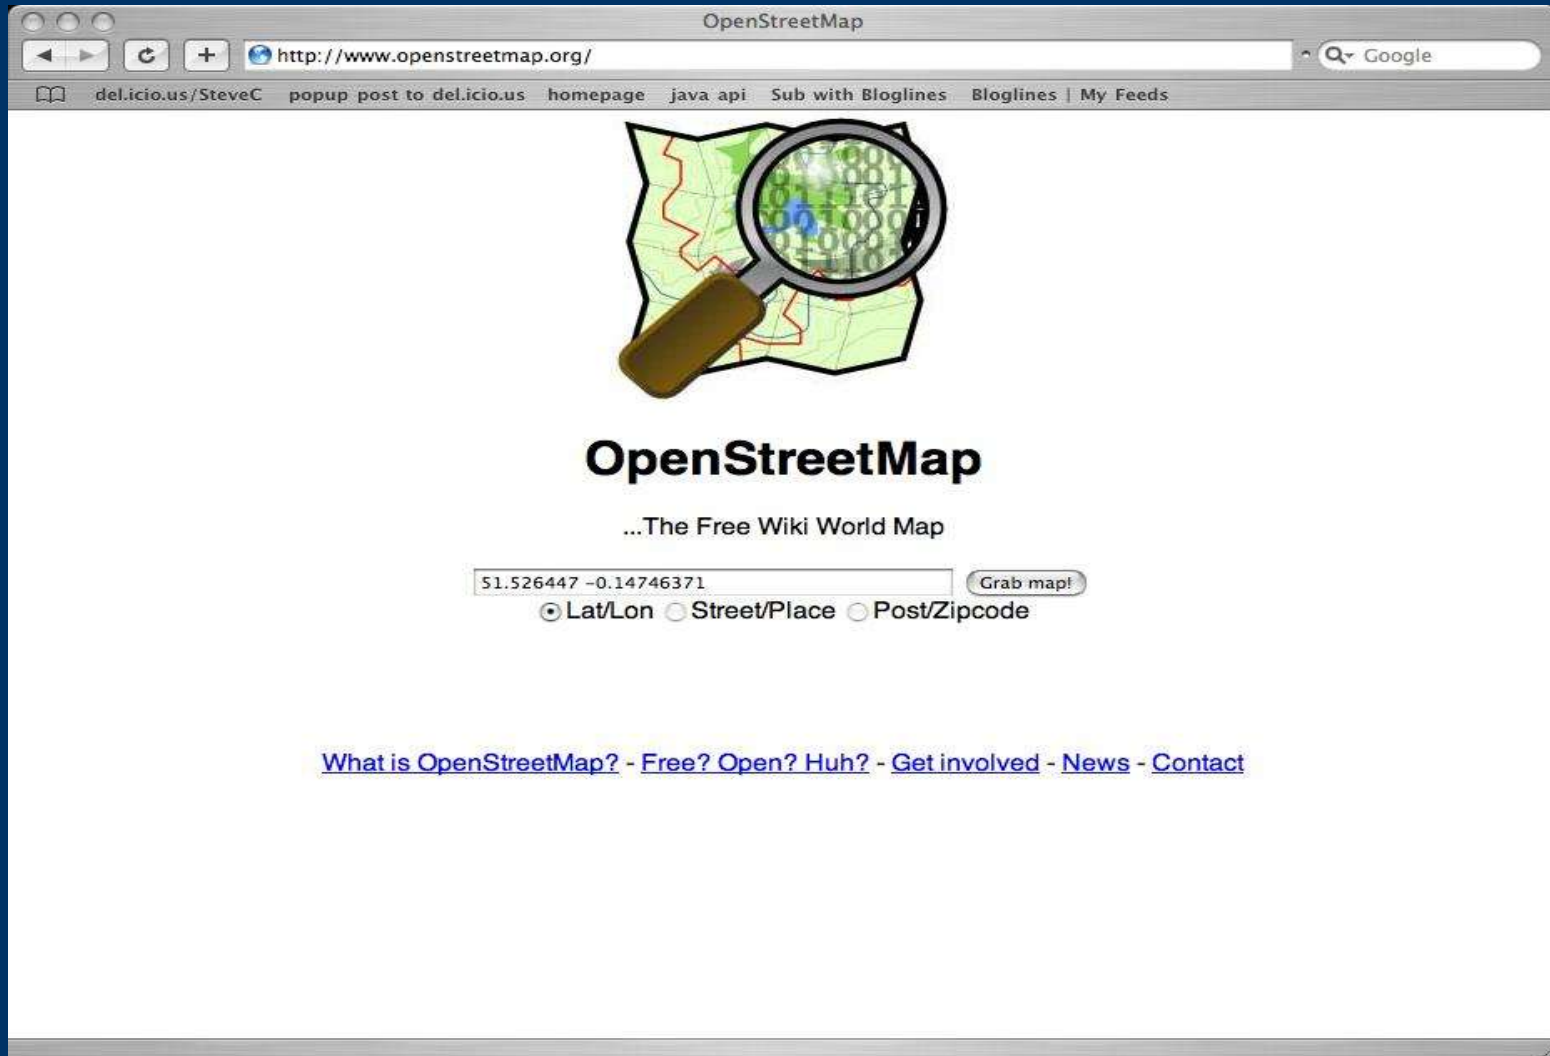 OpenStreetMap
http://www.openstreetmap.org/
Google
del.icio.us/SteveC popup post to del.icio.us homepage java api Sub with Bloglines Bloglines | My Feeds
OpenStreetMap
...The Free Wiki World Map
51.526447 -0.14746371 Grab map!
Lat/Lon Street/Place Post/Zipcode
What is OpenStreetMap? - Free? Open? Huh? - Get involved - News - Contact